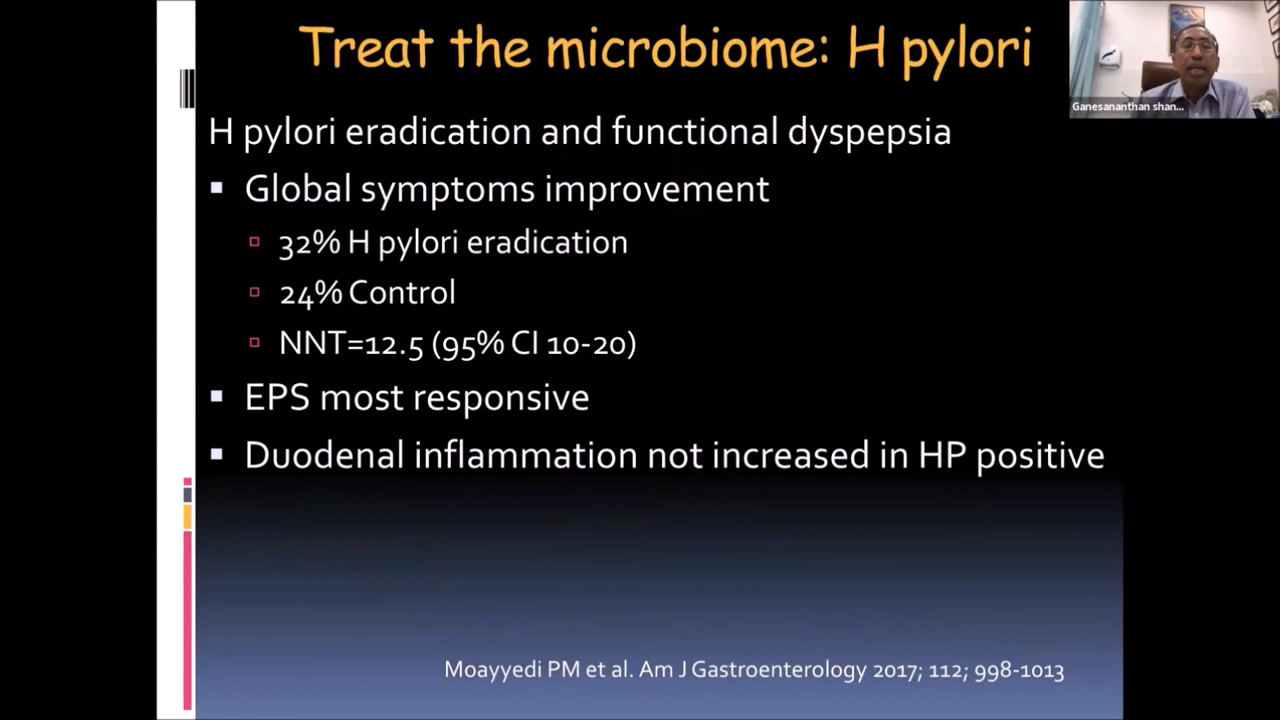 Treat the microbiome: H pylori
Ganesananthan shan...
H pylori eradication and functional dyspepsia
Global symptoms improvement
32% H pylori eradication
24% Control
NNT=12.5 (95% CI 10-20)
EPS most responsive
Duodenal inflammation not increased in HP positive
Moayyedi PM et al. Am J Gastroenterology 2017; 112; 998-1013